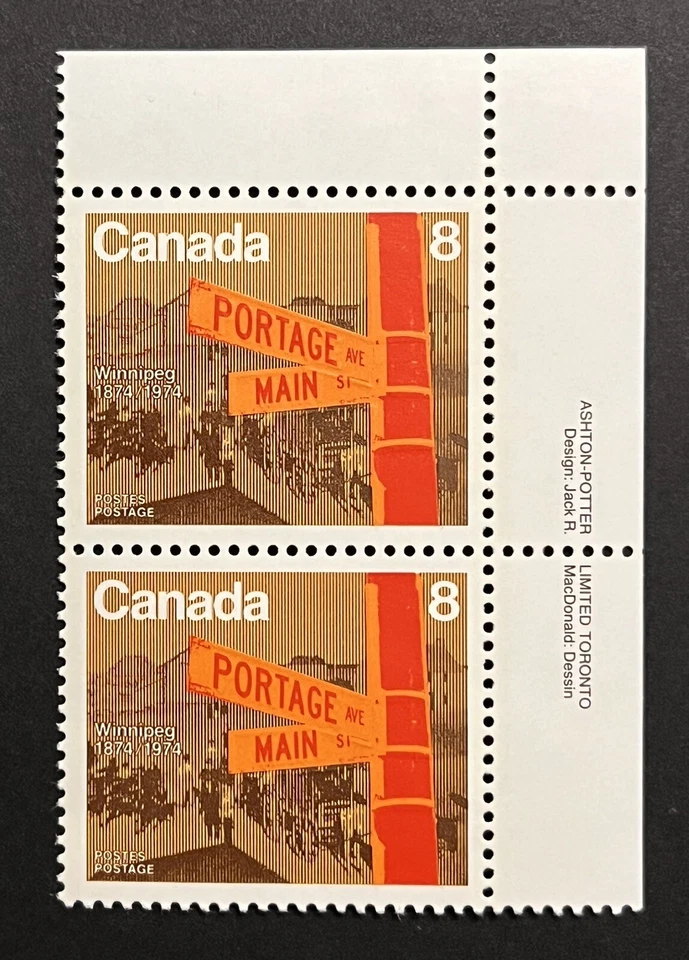 Canada 8
PORTAGE AVE
MAIN ST
Winnipeg
1874/1974
POSTES
POSTAGE
Canada 8
PORTAGE AVE
MAIN ST
Winnipeg
1874/1974
POSTES
POSTAGE
ASHTON-POTTER LIMITED TORONTO
Design: Jack R. MacDonald: Dessin